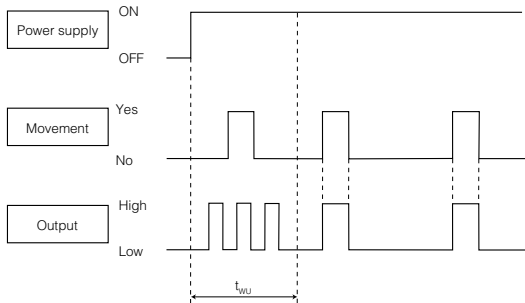 ON
Power supply
OFF
Yes
Movement
No
High
Output
Low
tWU